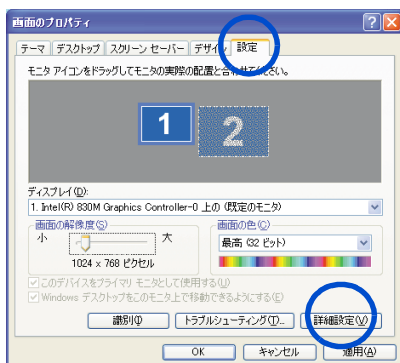 画面のプロパティ
テーマ デスクトップ スクリーン セーバー デザイン 設定
モニタ アイコンをドラッグしてモニタの実際の配置と合わせてください。
1 2
ディスプレイ(D):
1. Intel(R) 830M Graphics Controller-0 上の (既定のモニタ)
画面の解像度(S)
小 大
1024 x 768 ピクセル
画面の色(C)
最高 (32 ビット)
このデバイスをプライマリ モニタとして使用する(U)
Windows デスクトップをこのモニタ上で移動できるようにする(E)
識別(I) トラブルシューティング(T)... 詳細設定(V)
OK キャンセル 適用(A)